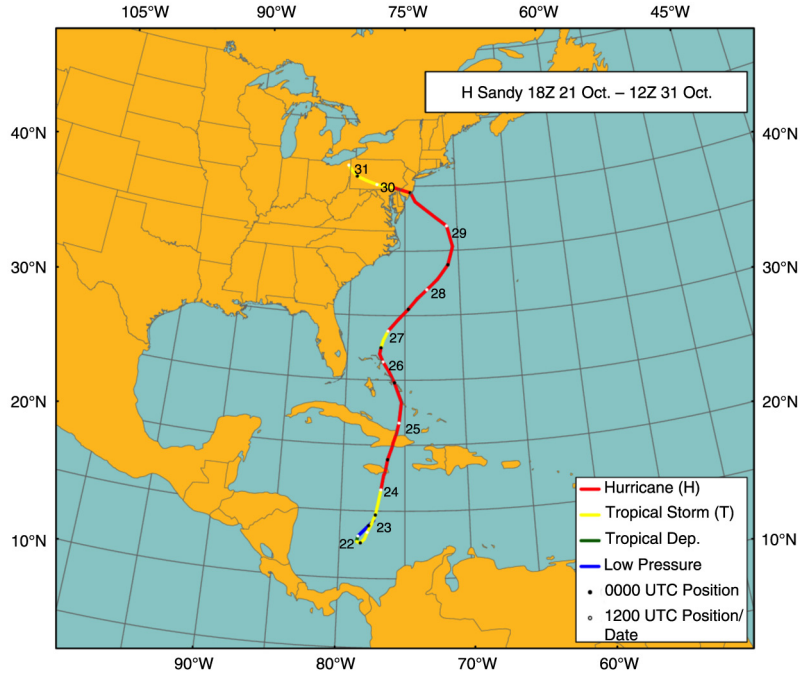 105°W 90°W 75°W 60°W 45°W
H Sandy 18Z 21 Oct. – 12Z 31 Oct.
40°N 40°N
31
30
29
30°N 30°N
28
27
26
20°N 20°N
25
24
23
22
10°N 10°N
Hurricane (H)
Tropical Storm (T)
Tropical Dep.
Low Pressure
0000 UTC Position
1200 UTC Position/
Date
90°W 80°W 70°W 60°W